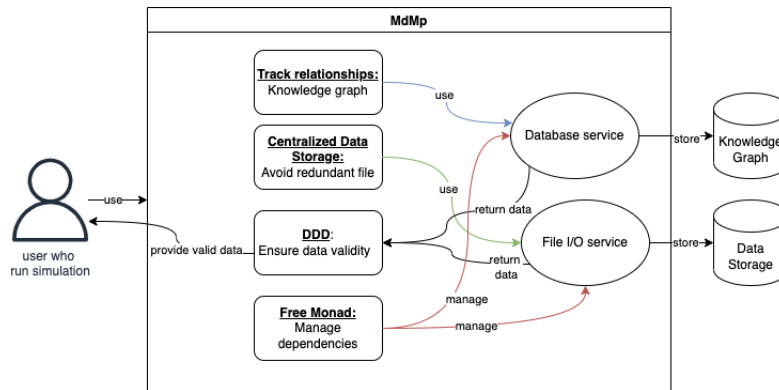 MdMp
Track relationships:
Knowledge graph
use
Centralized Data
Storage:
Avoid redundant file
use
Database service
store
Knowledge
Graph
use
user who
run simulation
provide valid data
DDD:
Ensure data validity
return data
return
data
File I/O service
store
Data
Storage
Free Monad:
Manage
dependencies
manage
manage